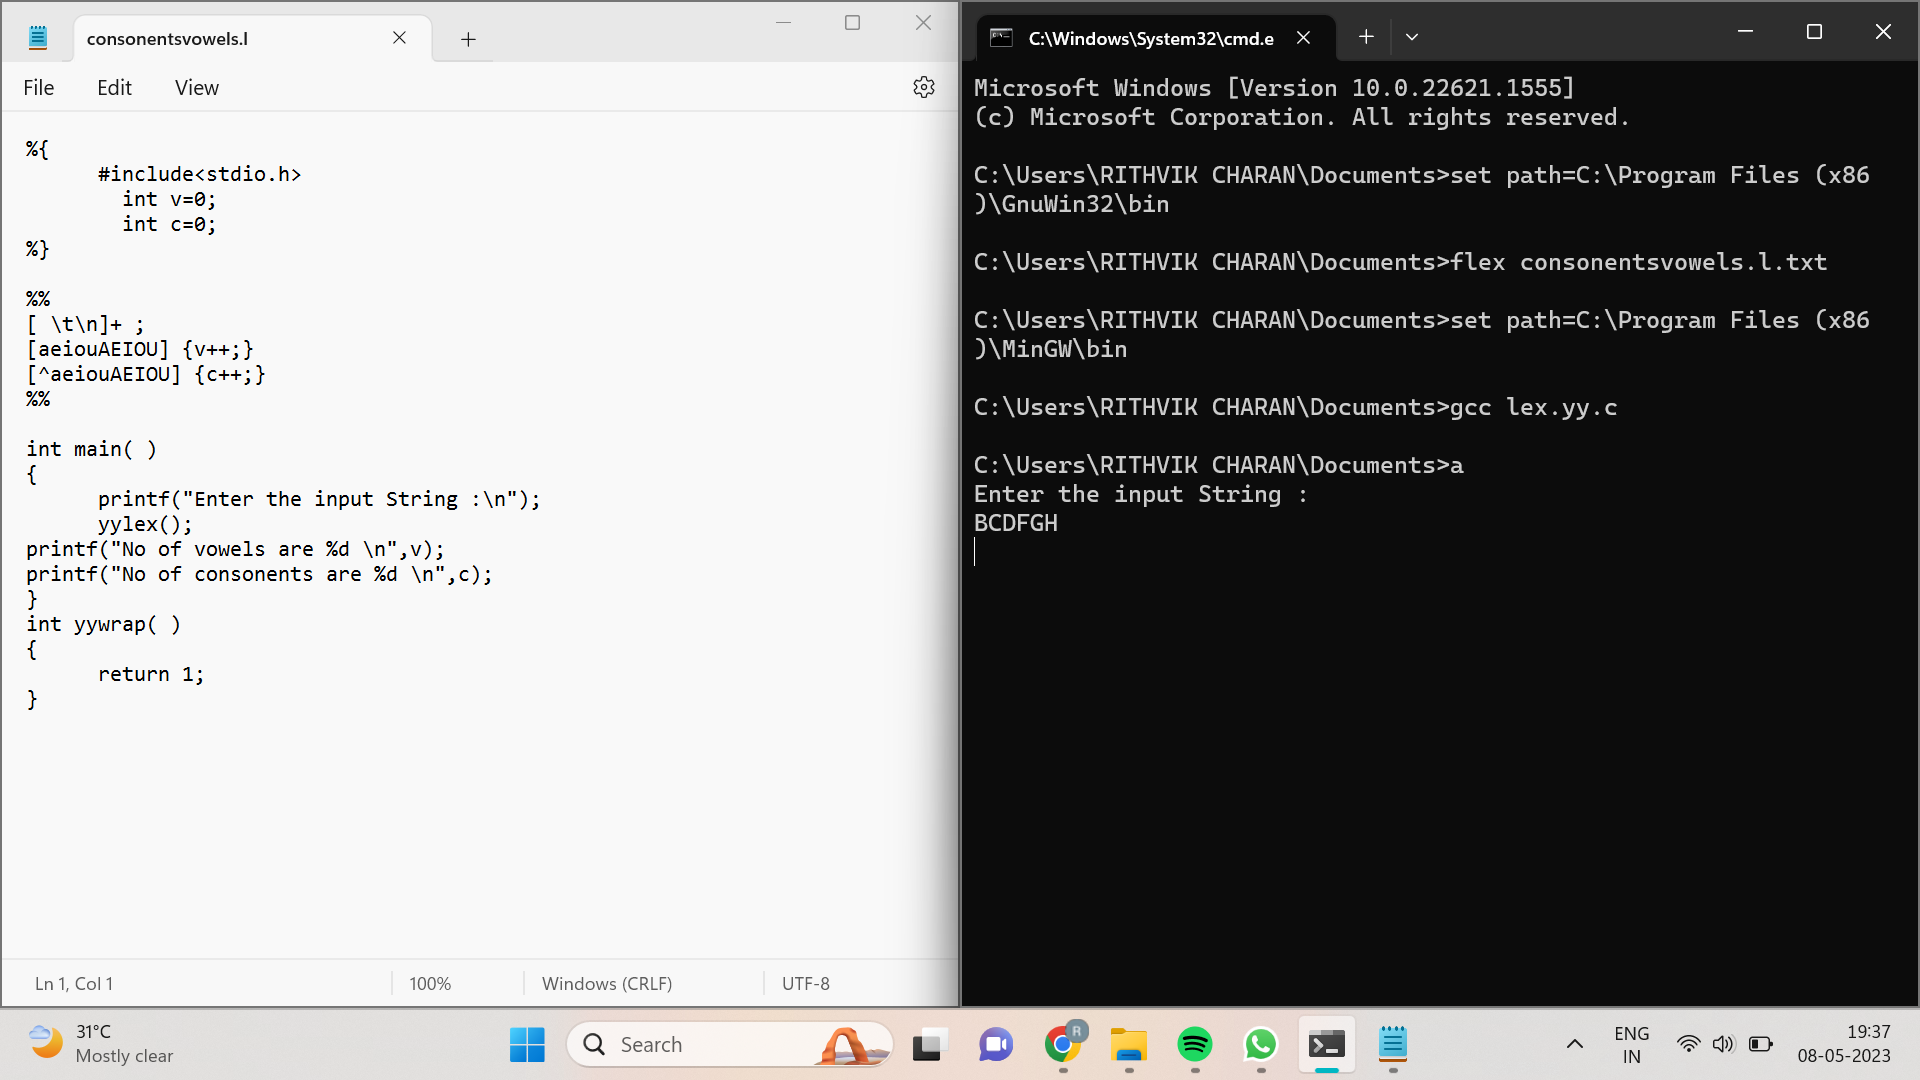 consonentsvowels.l
File Edit View
%{
#include<stdio.h>
int v=0;
int c=0;
%}
%%
[ \t\n]+ ;
[aeiouAEIOU] {v++;}
[^aeiouAEIOU] {c++;}
%%
int main( )
{
printf("Enter the input String :\n");
yylex();
printf("No of vowels are %d \n",v);
printf("No of consonents are %d \n",c);
}
int yywrap( )
{
return 1;
}
Ln 1, Col 1 100% Windows (CRLF) UTF-8
C:\Windows\System32\cmd.e
Microsoft Windows [Version 10.0.22621.1555]
(c) Microsoft Corporation. All rights reserved.
C:\Users\RITHVIK CHARAN\Documents>set path=C:\Program Files (x86
)\GnuWin32\bin
C:\Users\RITHVIK CHARAN\Documents>flex consonentsvowels.l.txt
C:\Users\RITHVIK CHARAN\Documents>set path=C:\Program Files (x86
)\MinGW\bin
C:\Users\RITHVIK CHARAN\Documents>gcc lex.yy.c
C:\Users\RITHVIK CHARAN\Documents>a
Enter the input String :
BCDFGH
31°C
Mostly clear
Search
R
ENG
IN
19:37
08-05-2023